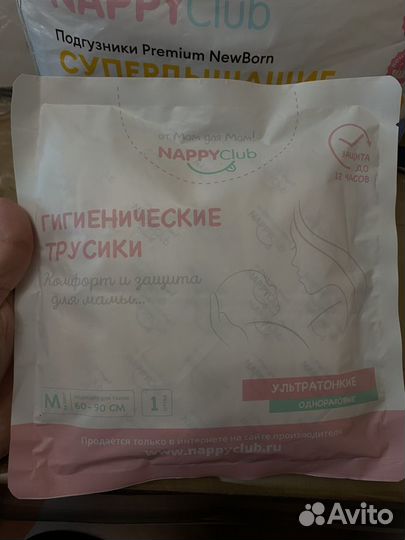 NAPPYClub
Подгузники Premium NewBorn
СУПЕРДЫШАЩИЕ
от Мам для Мам!
NAPPYClub
ЗАЩИТА
ДО
12 ЧАСОВ
ГИГИЕНИЧЕСКИЕ
ТРУСИКИ
Комфорт и защита
для мамы...
M
60-90 СМ
1
УЛЬТРАТОНКИЕ
ОДНОРАЗОВЫЕ
Продается только в интернете на сайте производителя
www.nappyclub.ru
Avito